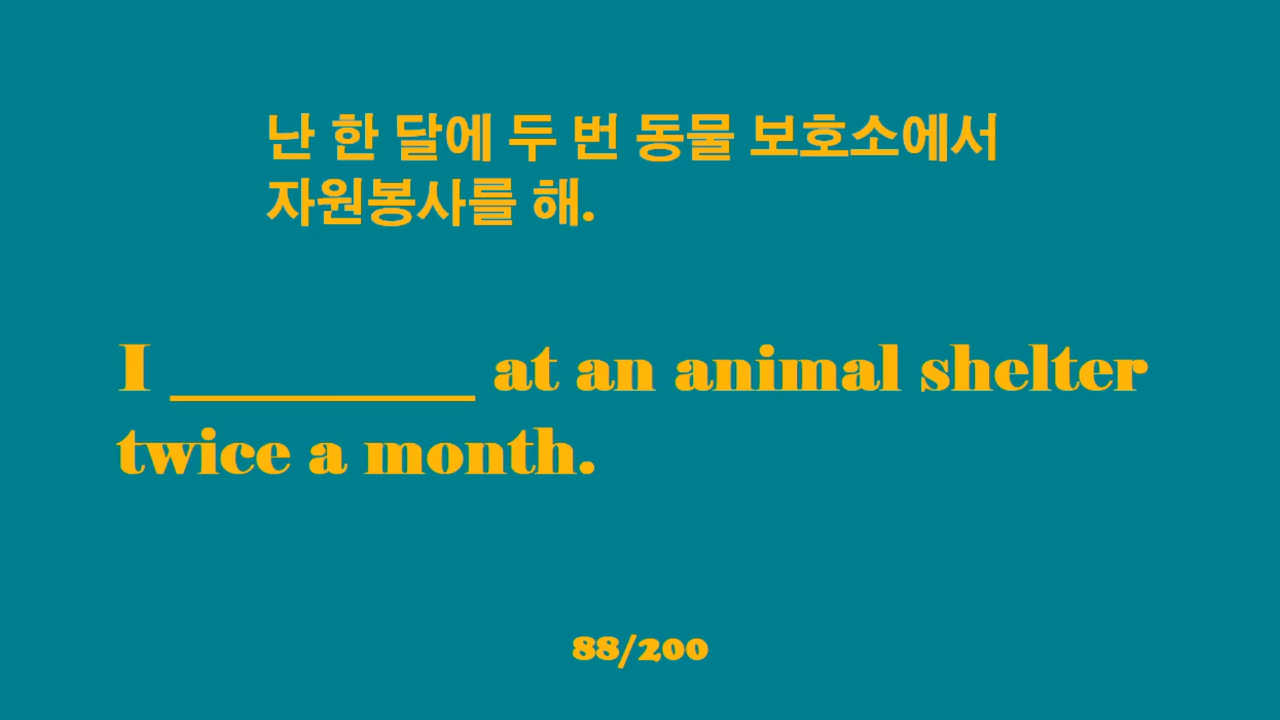 난 한 달에 두 번 동물 보호소에서
자원봉사를 해.
I __________ at an animal shelter
twice a month.
88/200